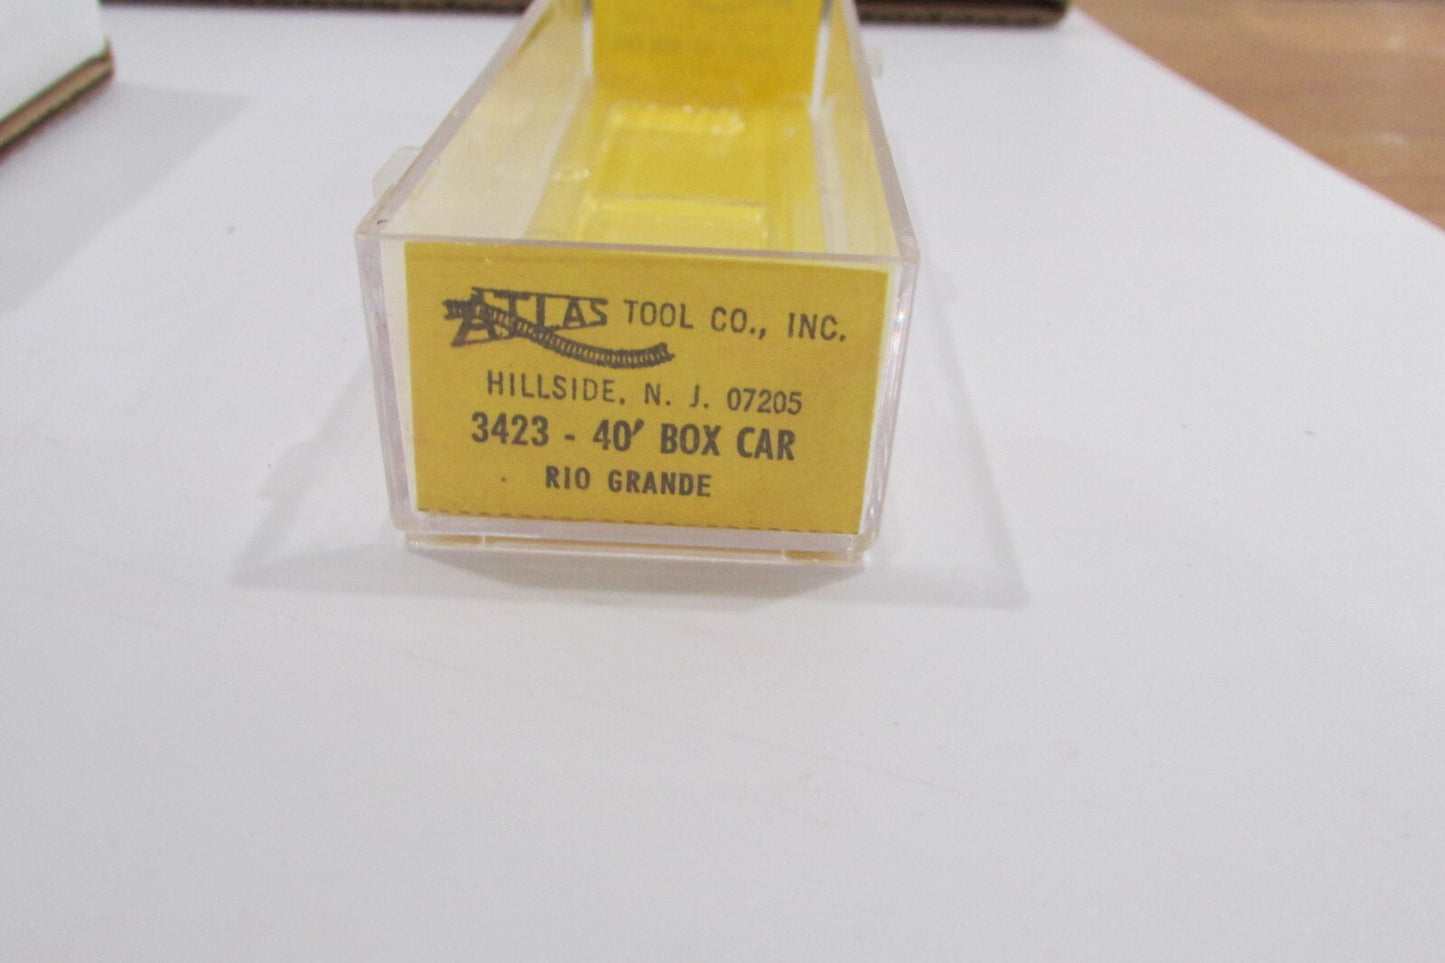 ATLAS TOOL CO., INC.
HILLSIDE, N. J. 07205
3423 - 40' BOX CAR
RIO GRANDE